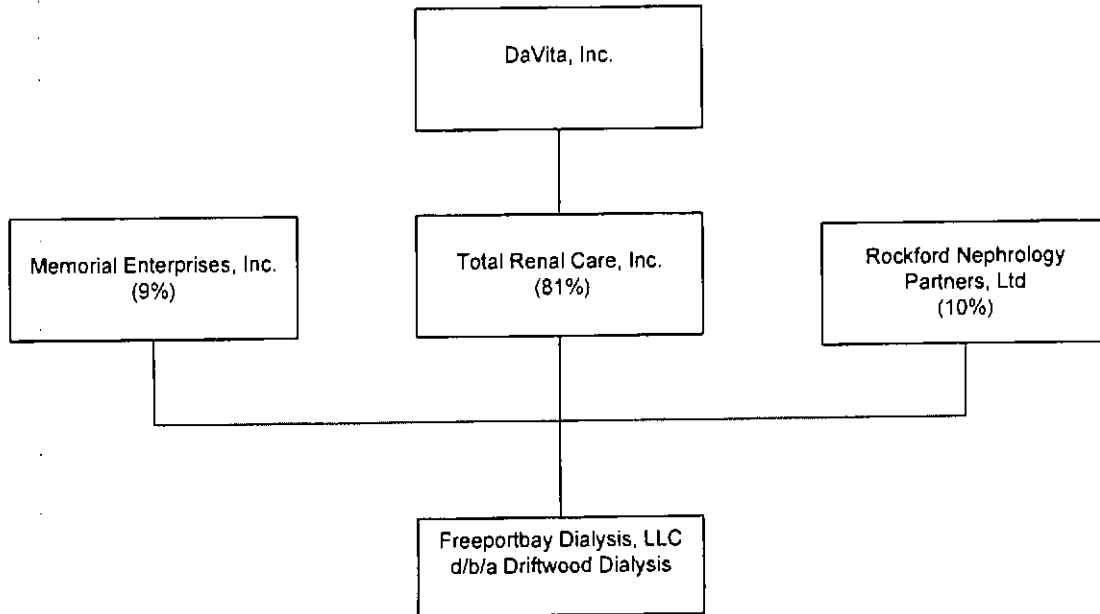 DaVita, Inc.
Memorial Enterprises, Inc.
(9%)
Total Renal Care, Inc.
(81%)
Rockford Nephrology
Partners, Ltd
(10%)
Freeportbay Dialysis, LLC
d/b/a Driftwood Dialysis